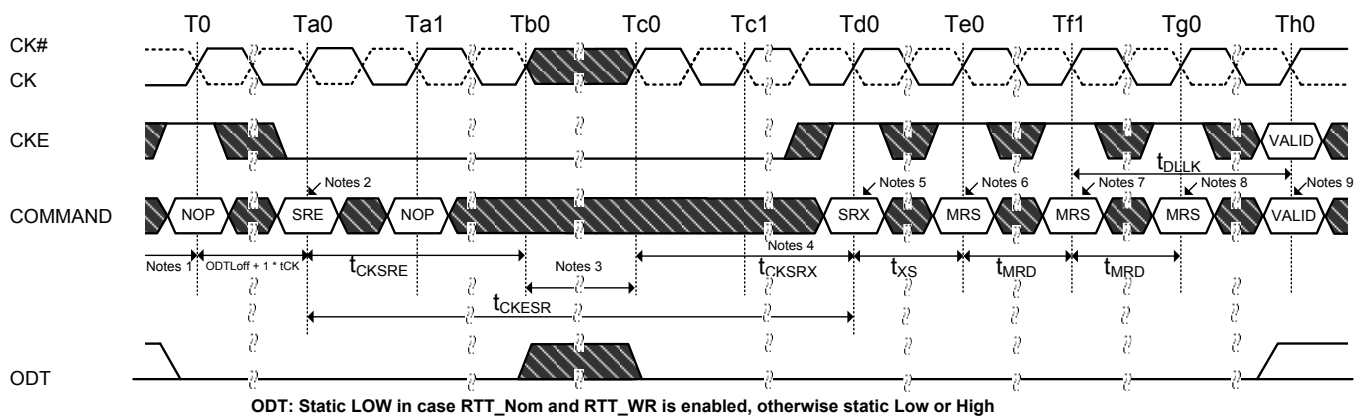 T0 Ta0 Ta1 Tb0 Tc0 Tc1 Td0 Te0 Tf1 Tg0 Th0
CK#
CK
CKE
VALID
tDLLK
Notes 2 Notes 5 Notes 6 Notes 7 Notes 8 Notes 9
COMMAND NOP SRE NOP SRX MRS MRS MRS VALID
Notes 1 ODTLoff + 1 * tCK tCKSRE Notes 3 Notes 4 tCKSRX tXS tMRD tMRD
tCKESR
ODT
ODT: Static LOW in case RTT_Nom and RTT_WR is enabled, otherwise static Low or High